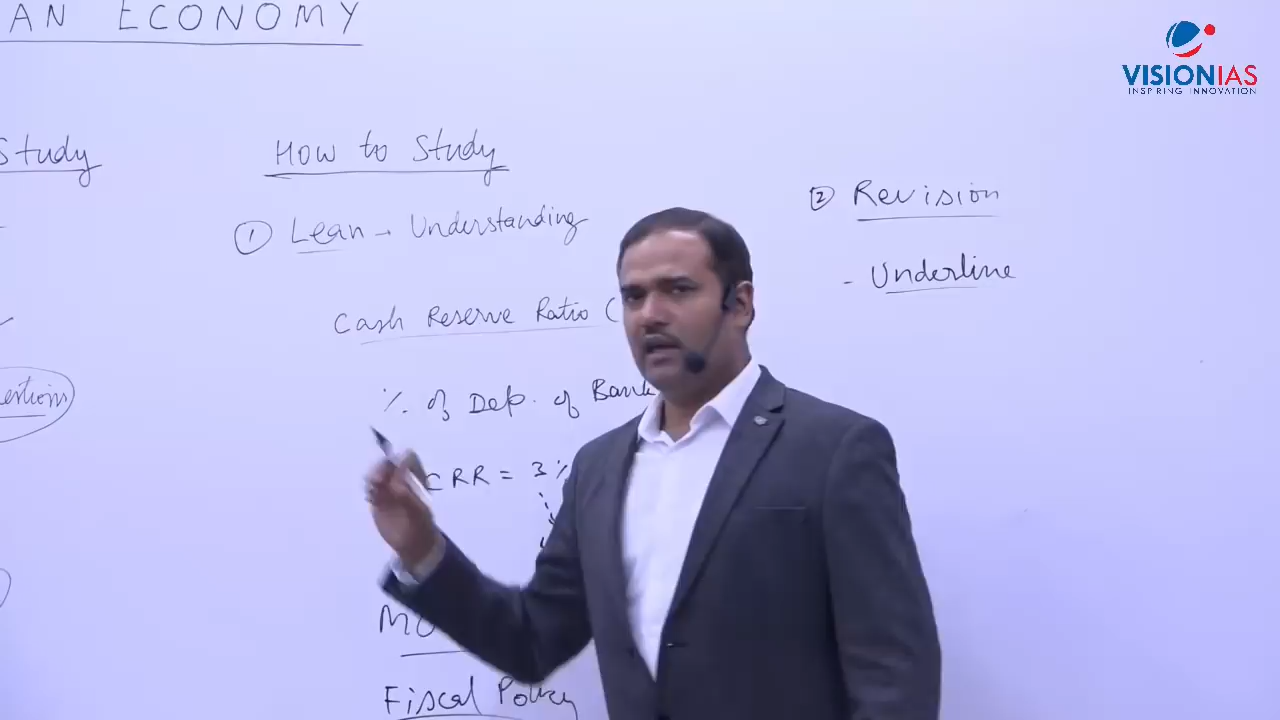 AN ECONOMY
VISIONIAS
INSPIRING INNOVATION
Study
How to Study
① Lean → Understanding
Cash Reserve Ratio (
% of Dep. of Bank
CRR = 3%
Fiscal Policy
② Revision
- Underline